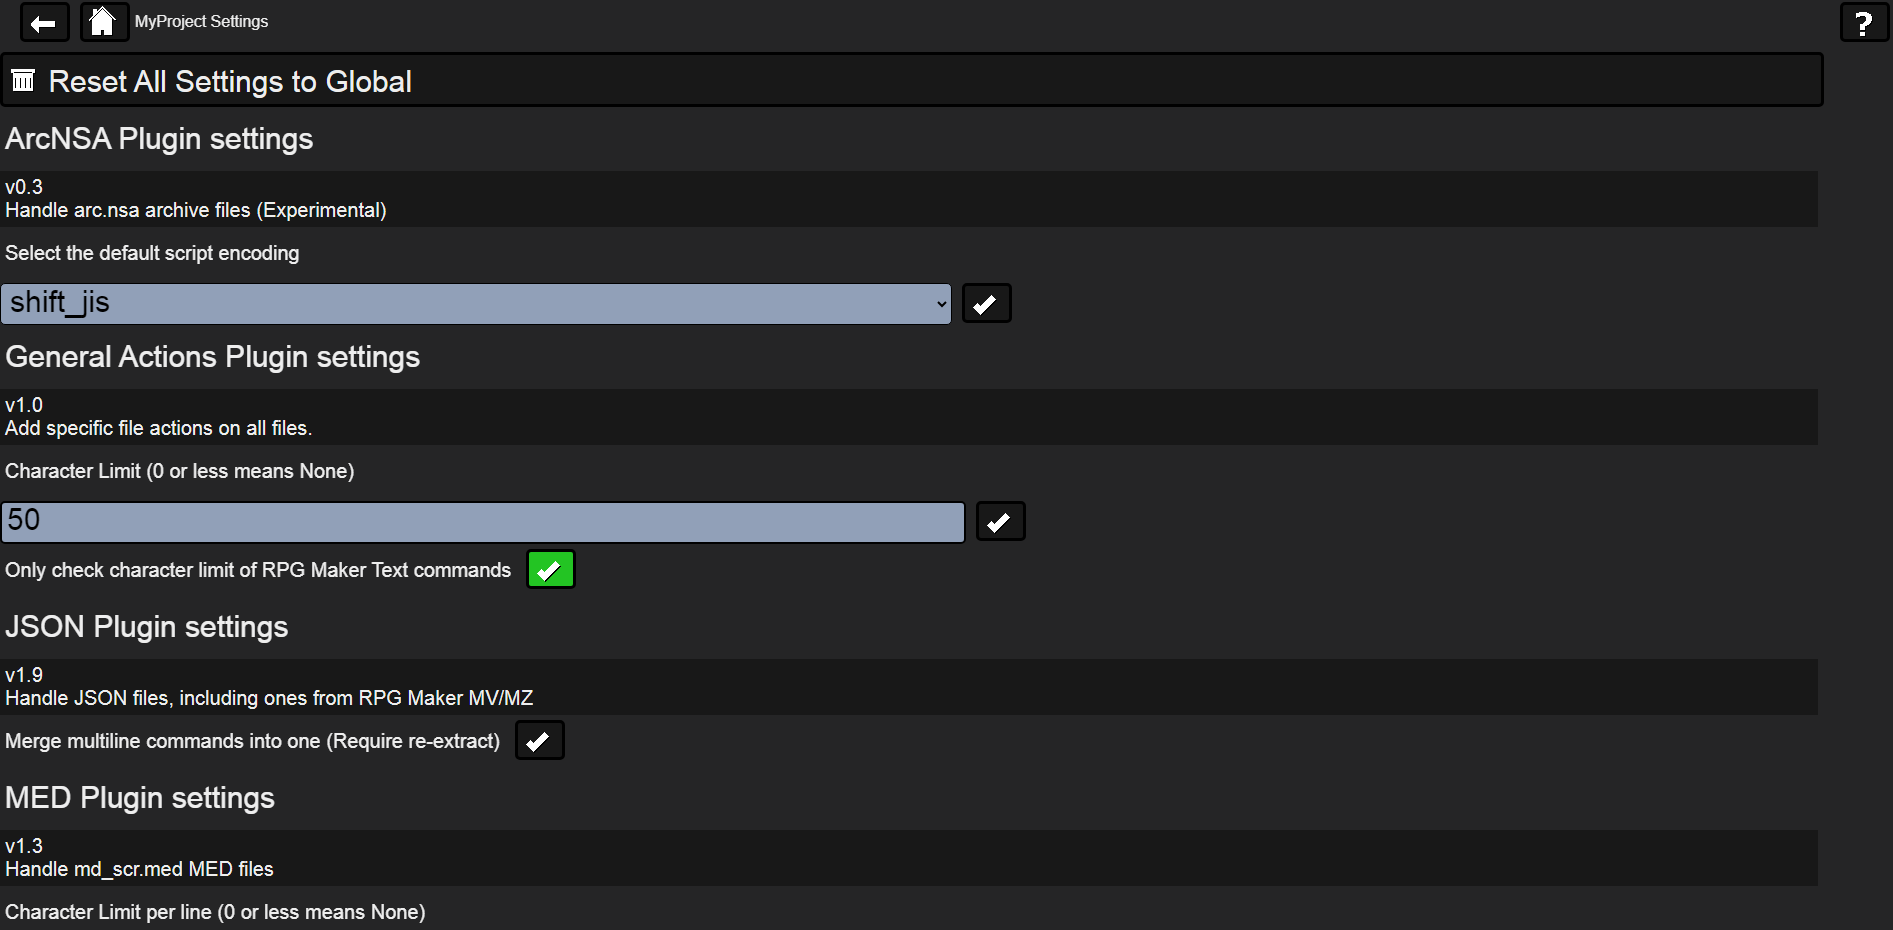 MyProject Settings
?
Reset All Settings to Global
ArcNSA Plugin settings
v0.3
Handle arc.nsa archive files (Experimental)
Select the default script encoding
shift_jis
General Actions Plugin settings
v1.0
Add specific file actions on all files.
Character Limit (0 or less means None)
50
Only check character limit of RPG Maker Text commands
JSON Plugin settings
v1.9
Handle JSON files, including ones from RPG Maker MV/MZ
Merge multiline commands into one (Require re-extract)
MED Plugin settings
v1.3
Handle md_scr.med MED files
Character Limit per line (0 or less means None)